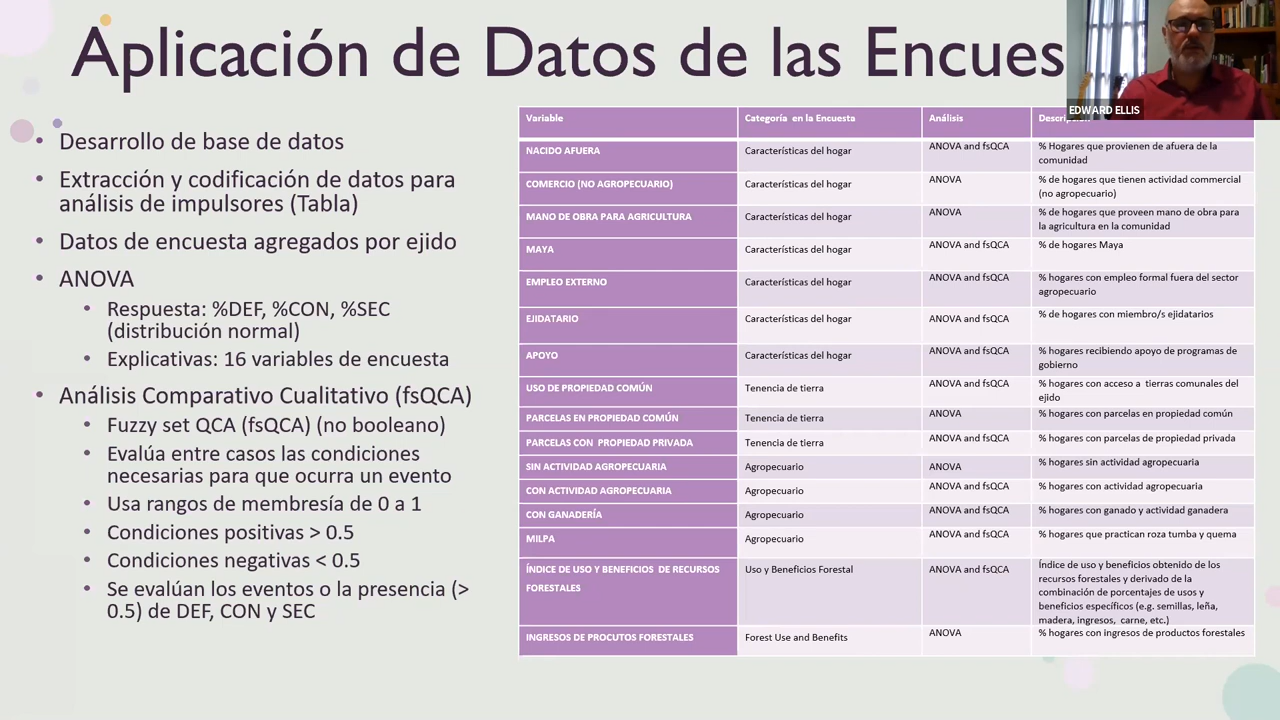 Aplicación de Datos de las Encues
EDWARD ELLIS
• Desarrollo de base de datos
• Extracción y codificación de datos para
análisis de impulsores (Tabla)
• Datos de encuesta agregados por ejido
• ANOVA
• Respuesta: %DEF, %CON, %SEC
(distribución normal)
• Explicativas: 16 variables de encuesta
• Análisis Comparativo Cualitativo (fsQCA)
• Fuzzy set QCA (fsQCA) (no booleano)
• Evalúa entre casos las condiciones
necesarias para que ocurra un evento
• Usa rangos de membresía de 0 a 1
• Condiciones positivas > 0.5
• Condiciones negativas < 0.5
• Se evalúan los eventos o la presencia (>
0.5) de DEF, CON y SEC
Variable Categoría en la Encuesta Análisis
NACIDO AFUERA Características del hogar ANOVA and fsQCA % Hogares que provienen de afuera de la
comunidad
COMERCIO (NO AGROPECUARIO) Características del hogar ANOVA % de hogares que tienen actividad commercial
(no agropecuario)
MANO DE OBRA PARA AGRICULTURA Características del hogar ANOVA % de hogares que proveen mano de obra para
la agricultura en la comunidad
MAYA Características del hogar ANOVA and fsQCA % de hogares Maya
EMPLEO EXTERNO Características del hogar ANOVA and fsQCA % hogares con empleo formal fuera del sector
agropecuario
EJIDATARIO Características del hogar ANOVA and fsQCA % de hogares con miembro/s ejidatarios
APOYO Características del hogar ANOVA and fsQCA % hogares recibiendo apoyo de programas de
gobierno
USO DE PROPIEDAD COMÚN Tenencia de tierra ANOVA and fsQCA % hogares con acceso a tierras comunales del
ejido
PARCELAS EN PROPIEDAD COMÚN Tenencia de tierra ANOVA % hogares con parcelas en propiedad común
PARCELAS CON PROPIEDAD PRIVADA Tenencia de tierra ANOVA and fsQCA % hogares con parcelas de propiedad privada
SIN ACTIVIDAD AGROPECUARIA Agropecuario ANOVA % hogares sin actividad agropecuaria
CON ACTIVIDAD AGROPECUARIA Agropecuario ANOVA and fsQCA % hogares con actividad agropecuaria
CON GANADERÍA Agropecuario ANOVA and fsQCA % hogares con ganado y actividad ganadera
MILPA Agropecuario ANOVA and fsQCA % hogares que practican roza tumba y quema
ÍNDICE DE USO Y BENEFICIOS DE RECURSOS
FORESTALES Uso y Beneficios Forestal ANOVA and fsQCA Índice de uso y beneficios obtenido de los
recursos forestales y derivado de la
combinación de porcentajes de usos y
beneficios específicos (e.g. semillas, leña,
madera, ingresos, carne, etc.)
INGRESOS DE PROCUTOS FORESTALES Forest Use and Benefits ANOVA % hogares con ingresos de productos forestales